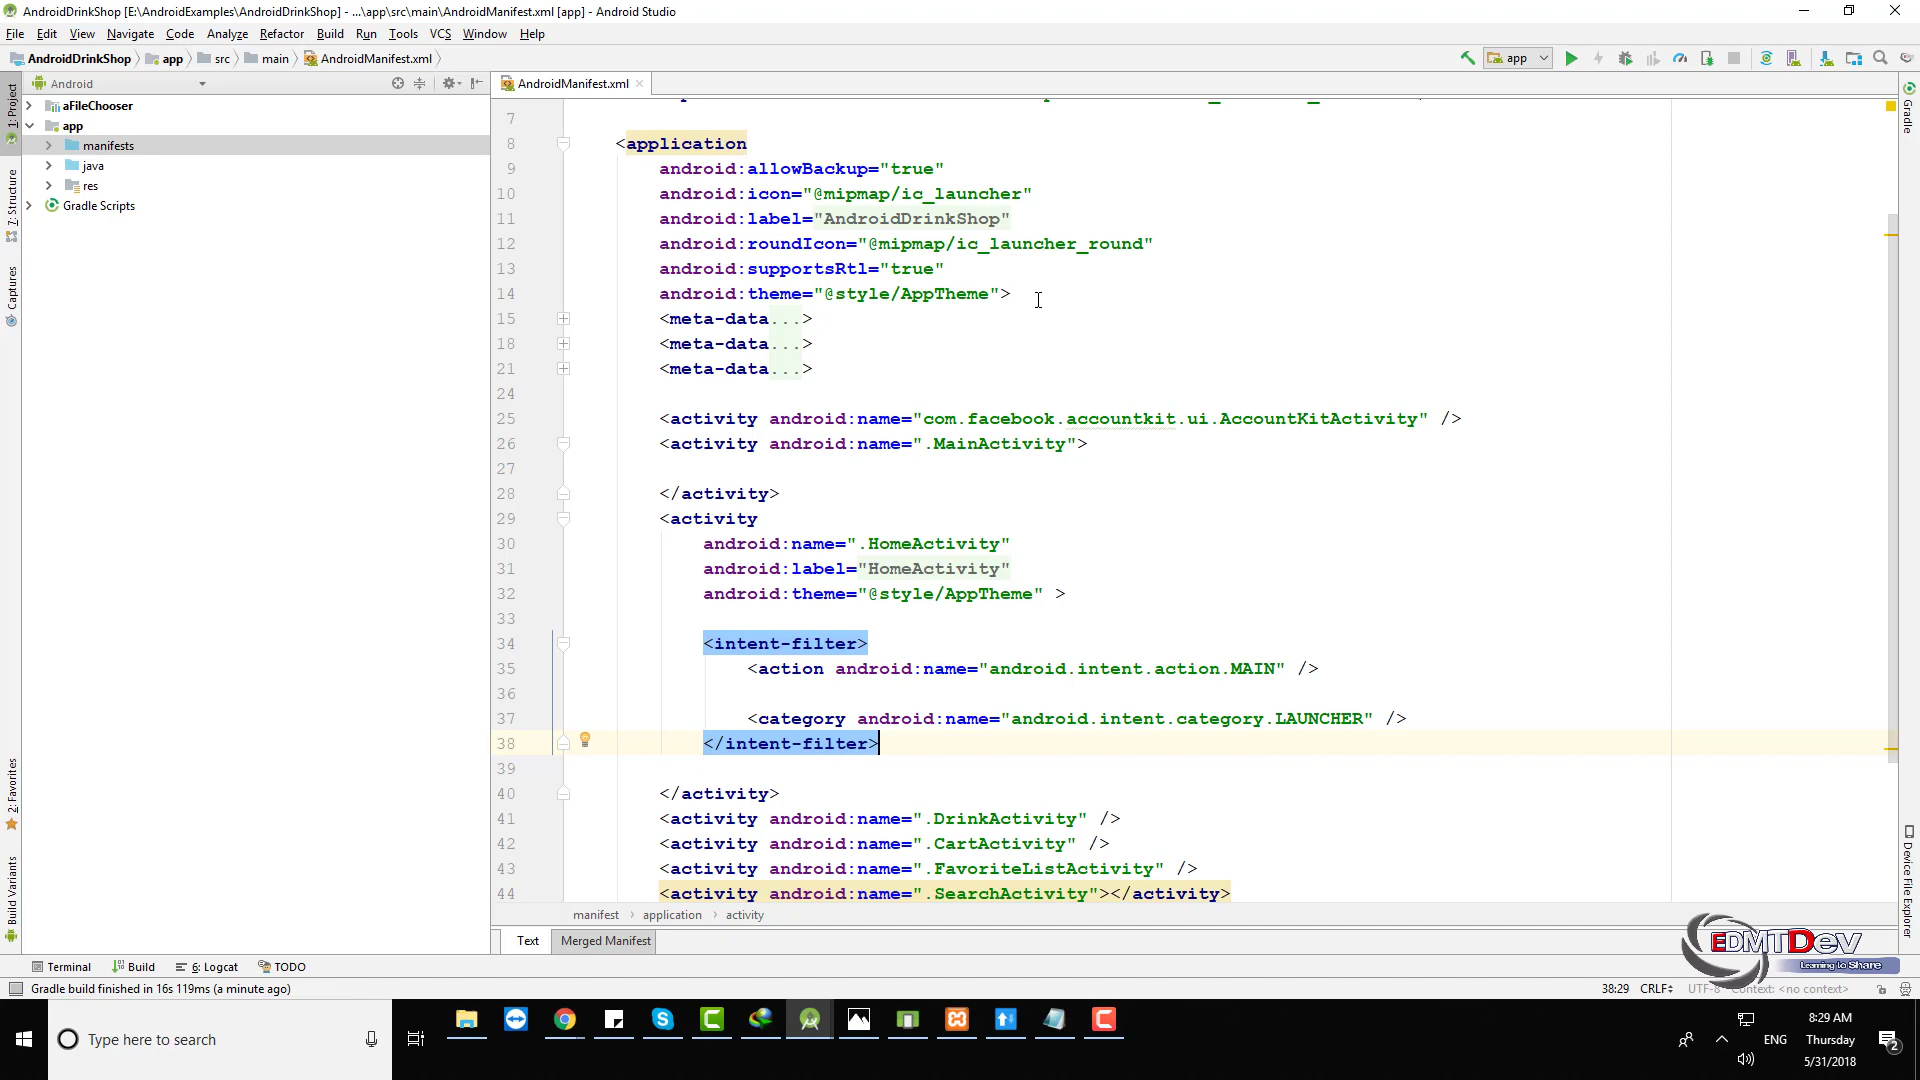 AndroidDrinkShop [E:\AndroidExamples\AndroidDrinkShop] - ...\app\src\main\AndroidManifest.xml [app] - Android Studio
File Edit View Navigate Code Analyze Refactor Build Run Tools VCS Window Help
AndroidDrinkShop app src main AndroidManifest.xml
app
1: Project
7: Structure
Captures
2: Favorites
Build Variants
Android
aFileChooser
app
manifests
java
res
Gradle Scripts
AndroidManifest.xml
7
8 <application
9 android:allowBackup="true"
10 android:icon="@mipmap/ic_launcher"
11 android:label="AndroidDrinkShop"
12 android:roundIcon="@mipmap/ic_launcher_round"
13 android:supportsRtl="true"
14 android:theme="@style/AppTheme">
15 <meta-data...>
18 <meta-data...>
21 <meta-data...>
24
25 <activity android:name="com.facebook.accountkit.ui.AccountKitActivity" />
26 <activity android:name=".MainActivity">
27
28 </activity>
29 <activity
30 android:name=".HomeActivity"
31 android:label="HomeActivity"
32 android:theme="@style/AppTheme" >
33
34 <intent-filter>
35 <action android:name="android.intent.action.MAIN" />
36
37 <category android:name="android.intent.category.LAUNCHER" />
38 </intent-filter>
39
40 </activity>
41 <activity android:name=".DrinkActivity" />
42 <activity android:name=".CartActivity" />
43 <activity android:name=".FavoriteListActivity" />
44 <activity android:name=".SearchActivity"></activity>
manifest › application › activity
Text Merged Manifest
Gradle
Device File Explorer
EDMTDev
Learning to Share
Terminal Build 6: Logcat TODO
Gradle build finished in 16s 119ms (a minute ago)
38:29 CRLF UTF-8 Context: <no context>
Type here to search
ENG
8:29 AM
Thursday
5/31/2018
2